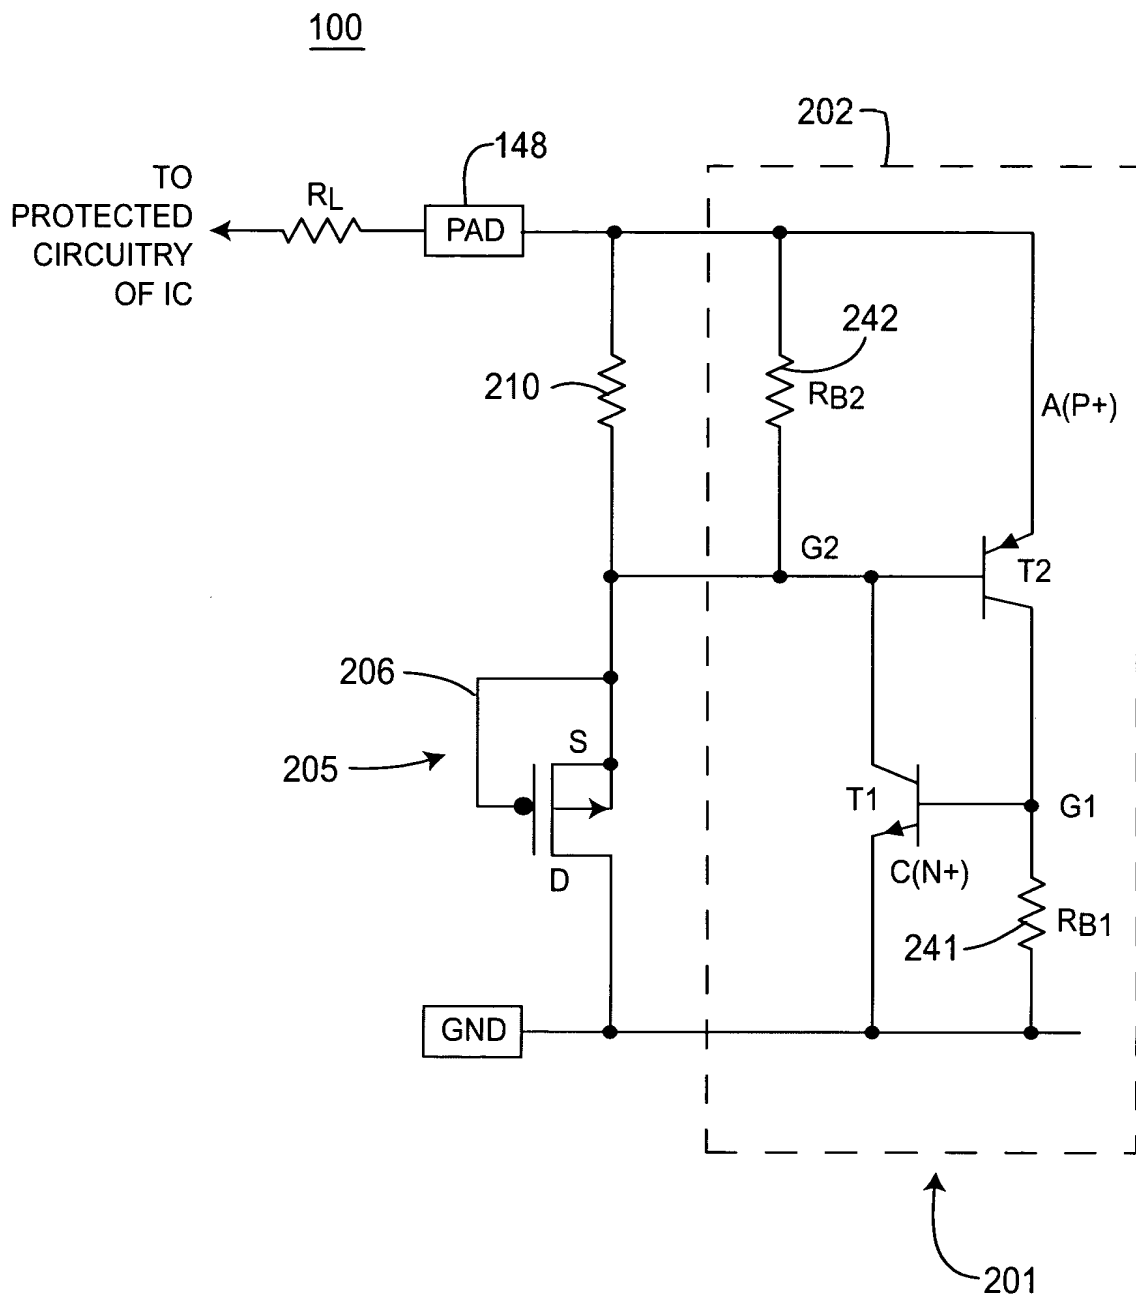 100
202
148
TO
PROTECTED
CIRCUITRY
OF IC
RL
PAD
242
210
RB2
A(P+)
G2
T2
206
S
205
T1
G1
D
C(N+)
241
RB1
GND
201